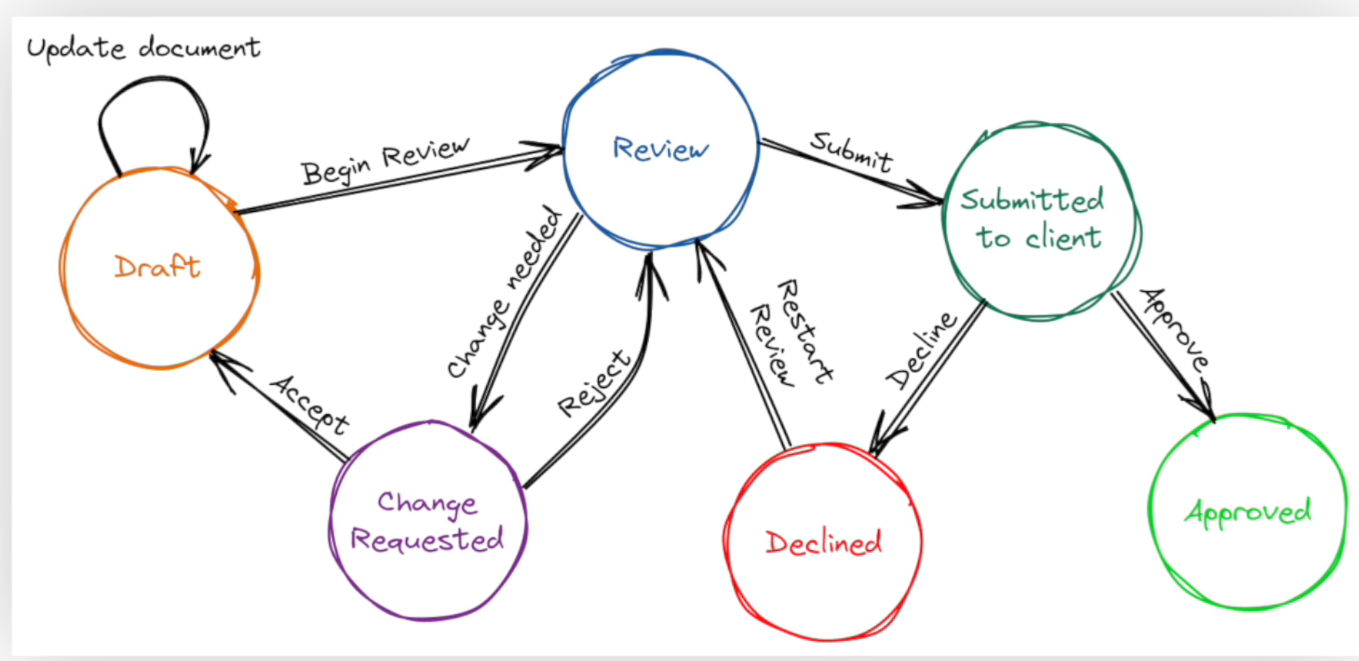 Update document
Begin Review
Review
Submit
Submitted
to client
Draft
Change needed
Reject
Restart
Review
Decline
Approve
Accept
Change
Requested
Declined
Approved